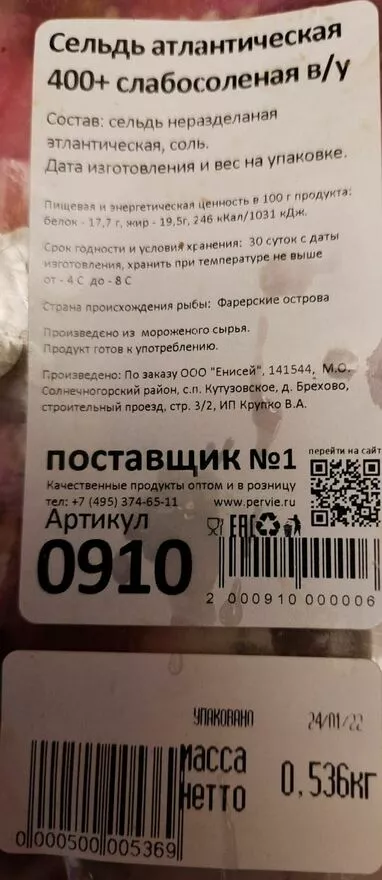 Сельдь атлантическая
400+ слабосоленая в/у
Состав: сельдь неразделаная
атлантическая, соль.
Дата изготовления и вес на упаковке.
Пищевая и энергетическая ценность в 100 г продукта:
белок - 17,7 г, жир - 19,5г, 246 кКал/1031 кДж.
Срок годности и условия хранения: 30 суток с даты
изготовления, хранить при температуре не выше
от - 4 С до - 8 С
Страна происхождения рыбы: Фарерские острова
Произведено из мороженого сырья.
Продукт готов к употреблению.
Произведено: По заказу ООО "Енисей", 141544, М.О.
Солнечногорский район, с.п. Кутузовское, д. Брехово,
строительный проезд, стр. 3/2, ИП Крупко В.А.
поставщик №1
перейти на сайт
Качественные продукты оптом и в розницу
тел: +7 (495) 374-65-11 www.pervie.ru
Артикул
0910
EAC
2 000910 000006
УПАКОВАНО 24/01/22
масса
нетто 0,536кг
0 000500 005369